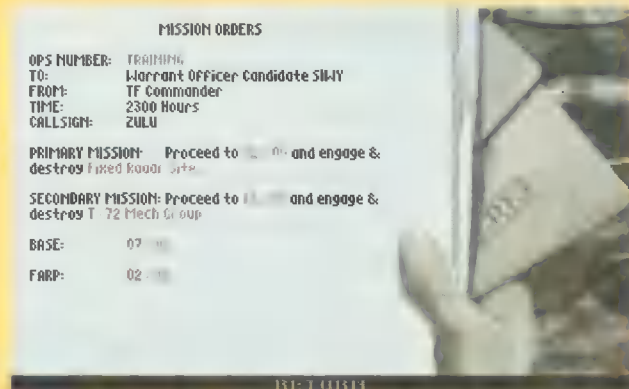 MISSION ORDERS
OPS NUMBER: TRAINING
TO: Warrant Officer Candidate SIWY
FROM: TF Commander
TIME: 2300 Hours
CALLSIGN: ZULU
PRIMARY MISSION: Proceed to and engage &
destroy Fixed Radar Site
SECONDARY MISSION: Proceed to and engage &
destroy T-72 Mech Group
BASE: 07
FARP: 02